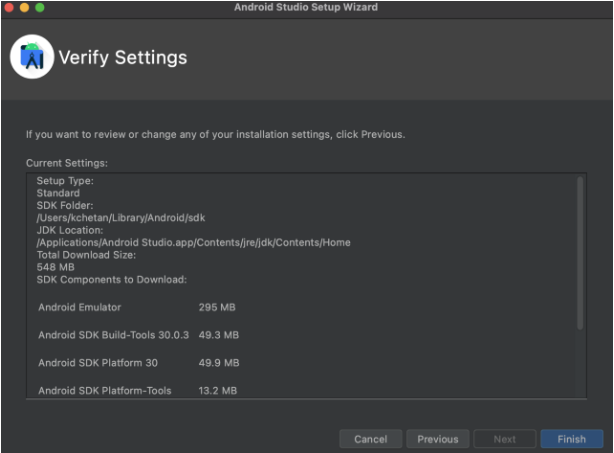 Android Studio Setup Wizard
Verify Settings
If you want to review or change any of your installation settings, click Previous.
Current Settings:
Setup Type:
Standard
SDK Folder:
/Users/kchetan/Library/Android/sdk
JDK Location:
/Applications/Android Studio.app/Contents/jre/jdk/Contents/Home
Total Download Size:
548 MB
SDK Components to Download:
Android Emulator 295 MB
Android SDK Build-Tools 30.0.3 49.3 MB
Android SDK Platform 30 49.9 MB
Android SDK Platform-Tools 13.2 MB
Cancel Previous Next Finish